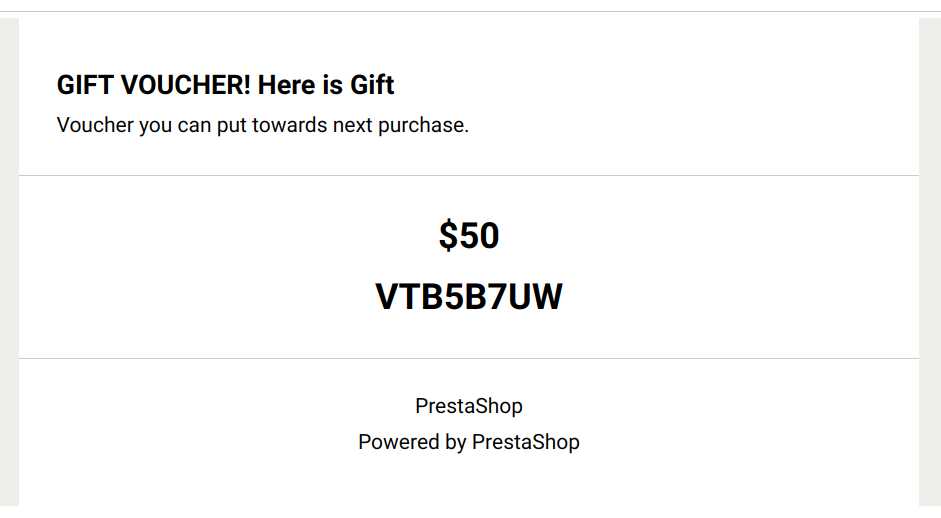 GIFT VOUCHER! Here is Gift
Voucher you can put towards next purchase.
$50
VTB5B7UW
PrestaShop
Powered by PrestaShop